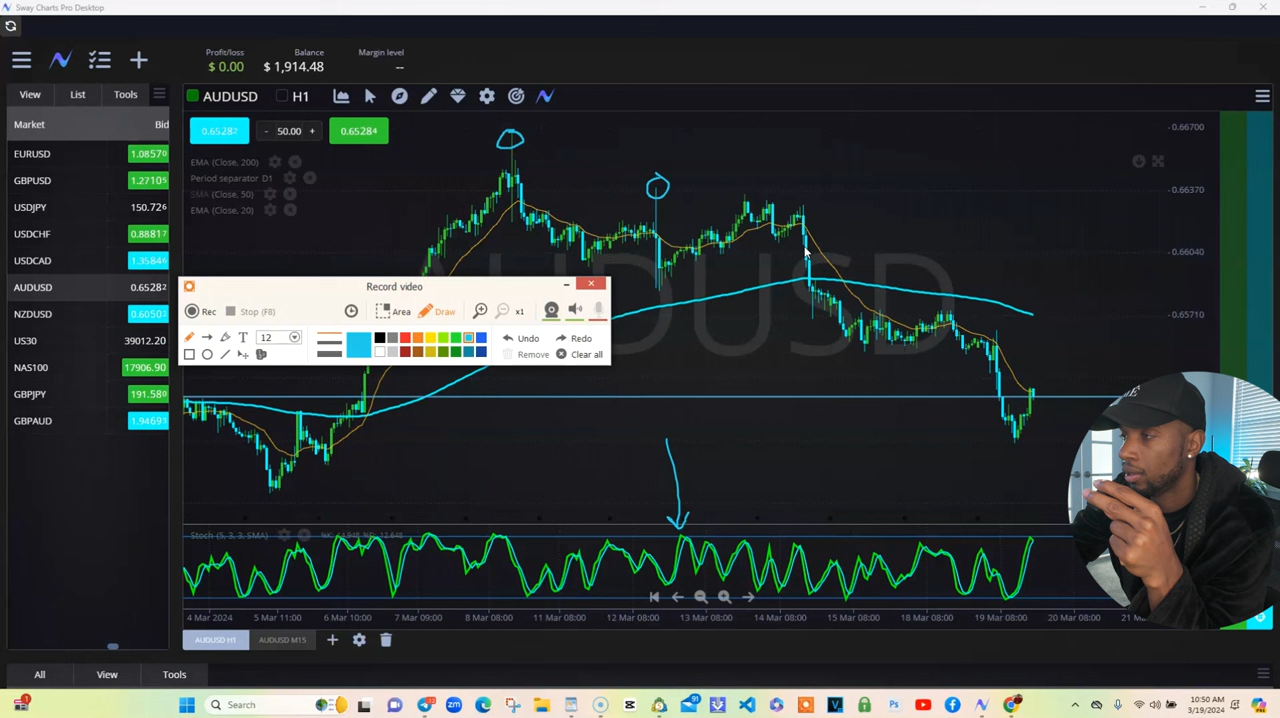 Sway Charts Pro Desktop
Profit/loss
Balance
Margin level
$ 0.00
$ 1,914.48
--
View List Tools
Market Bid
EURUSD 1.08570
GBPUSD 1.27105
USDJPY 150.726
USDCHF 0.88817
USDCAD 1.35846
AUDUSD 0.65282
NZDUSD 0.60502
US30 39012.20
NAS100 17906.90
GBPJPY 191.580
GBPAUD
AUDUSD H1
0.65282 - 50.00 + 0.65284
EMA (Close, 200)
Period separator D1
SMA (Close, 50)
EMA (Close, 20)
AUDUSD
0.66700
0.66370
0.66040
0.65710
Record video
Rec Stop (F8) Area Draw x1
T 12 Undo Redo
Remove Clear all
Stoch (5, 3, 3, SMA)
4 Mar 2024 5 Mar 11:00 6 Mar 10:00 7 Mar 09:00 8 Mar 08:00 11 Mar 08:00 12 Mar 08:00 13 Mar 08:00 14 Mar 08:00 15 Mar 08:00 18 Mar 08:00 19 Mar 08:00 20 Mar 08:00
AUDUSD H1 AUDUSD M15
All View Tools
Search
10:50 AM
3/19/2024